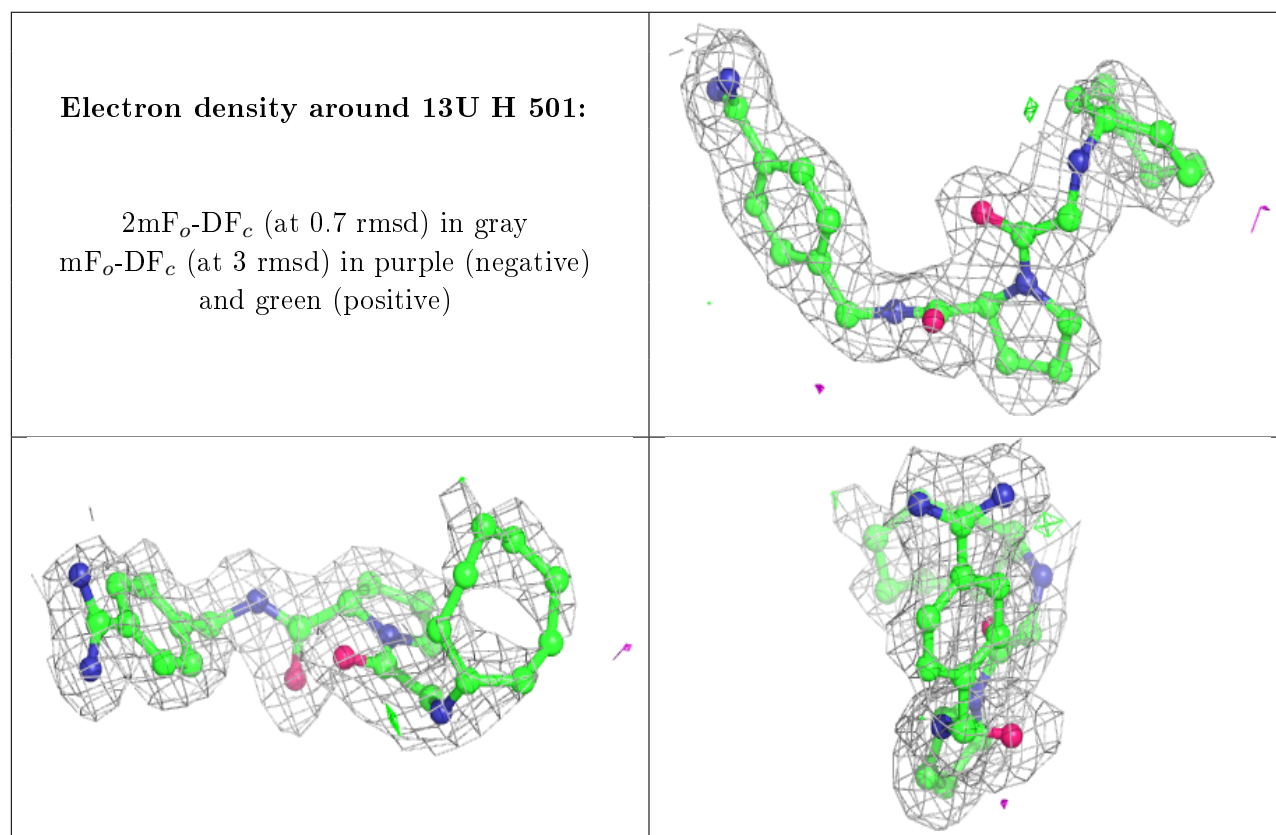 Electron density around 13U H 501:
2mFo-DFc (at 0.7 rmsd) in gray
mFo-DFc (at 3 rmsd) in purple (negative)
and green (positive)